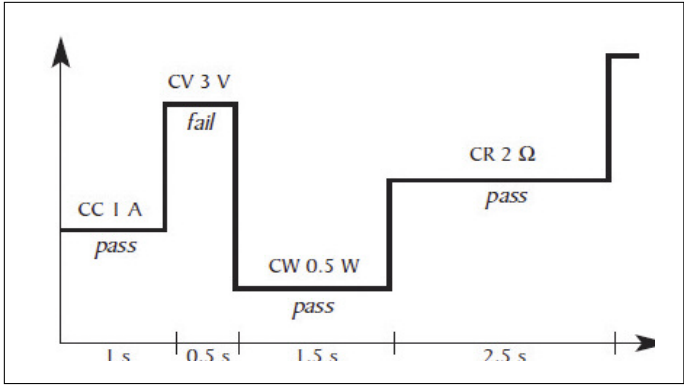 CV 3 V
fail
CR 2 Ω
pass
CC 1 A
pass
CW 0.5 W
pass
1 s
0.5 s
1.5 s
2.5 s